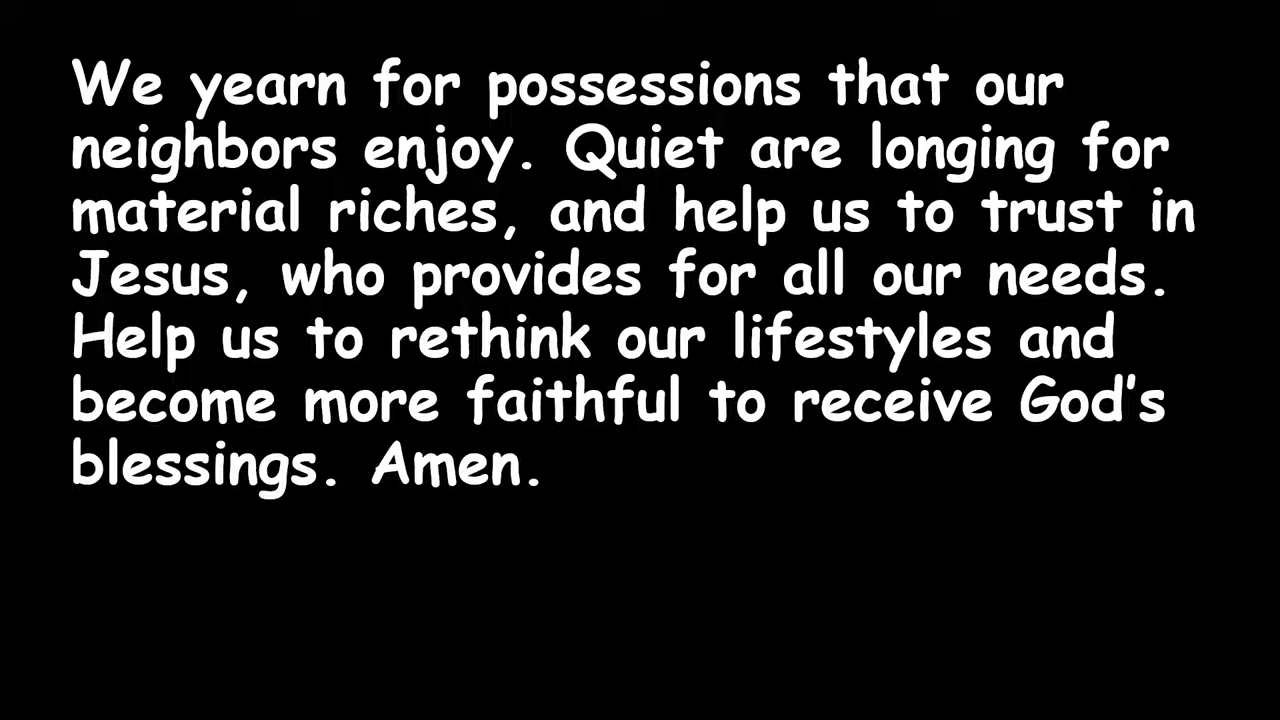 We yearn for possessions that our
neighbors enjoy. Quiet are longing for
material riches, and help us to trust in
Jesus, who provides for all our needs.
Help us to rethink our lifestyles and
become more faithful to receive God's
blessings. Amen.